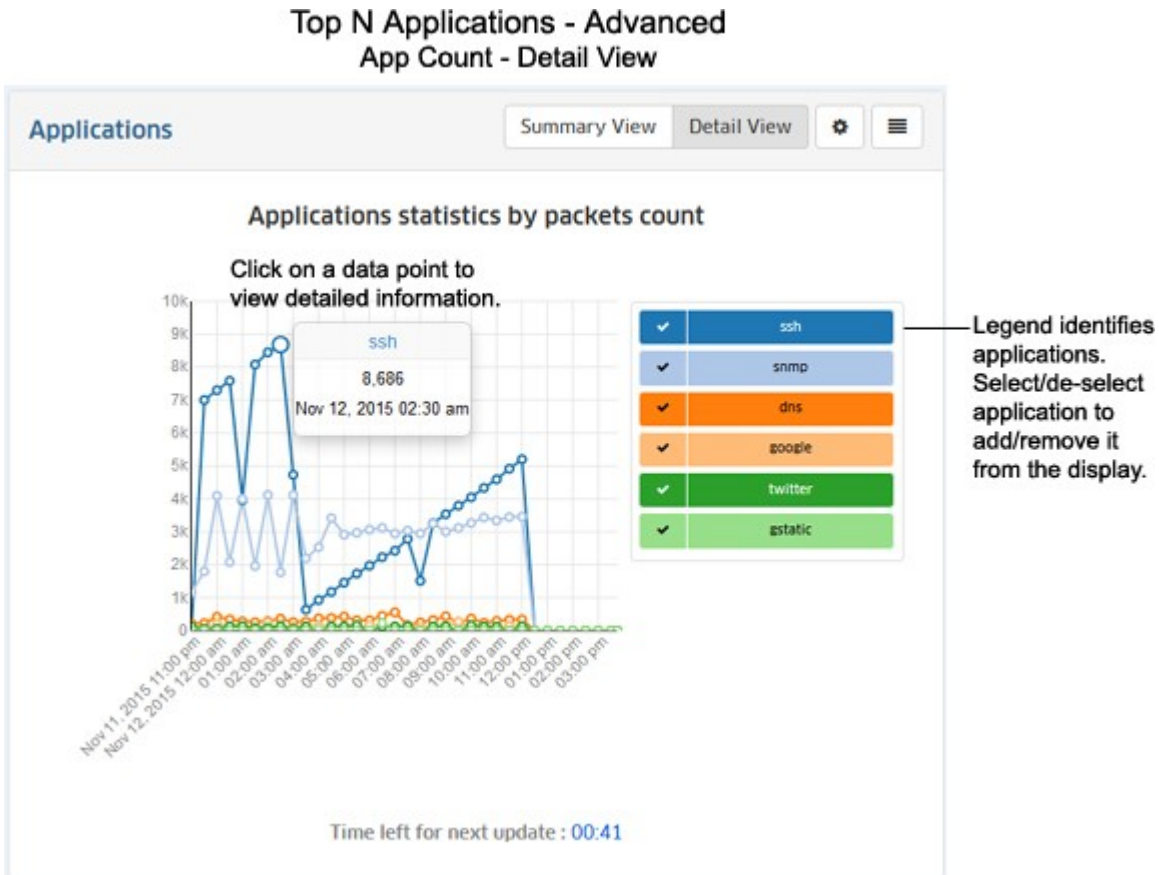 Top N Applications - Advanced
App Count - Detail View
Applications
Summary View
Detail View
Applications statistics by packets count
Click on a data point to
view detailed information.
10k
9k
8k
7k
6k
5k
4k
3k
2k
1k
0
ssh
8,686
Nov 12, 2015 02:30 am
Nov 11, 2015 11:00 pm
Nov 12, 2015 12:00 am
01:00 am
02:00 am
03:00 am
04:00 am
05:00 am
06:00 am
07:00 am
08:00 am
09:00 am
10:00 am
11:00 am
12:00 pm
01:00 pm
02:00 pm
03:00 pm
ssh
snmp
dns
google
twitter
gstatic
Legend identifies
applications.
Select/de-select
application to
add/remove it
from the display.
Time left for next update : 00:41